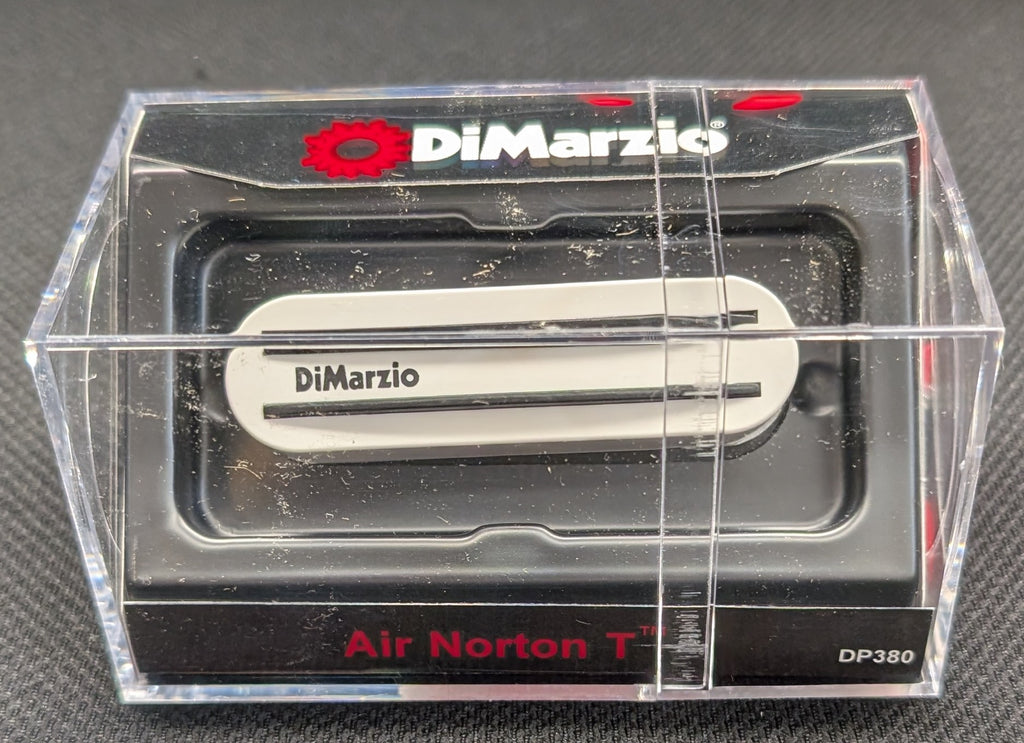 DiMarzio®
DiMarzio
Air Norton T™
DP380